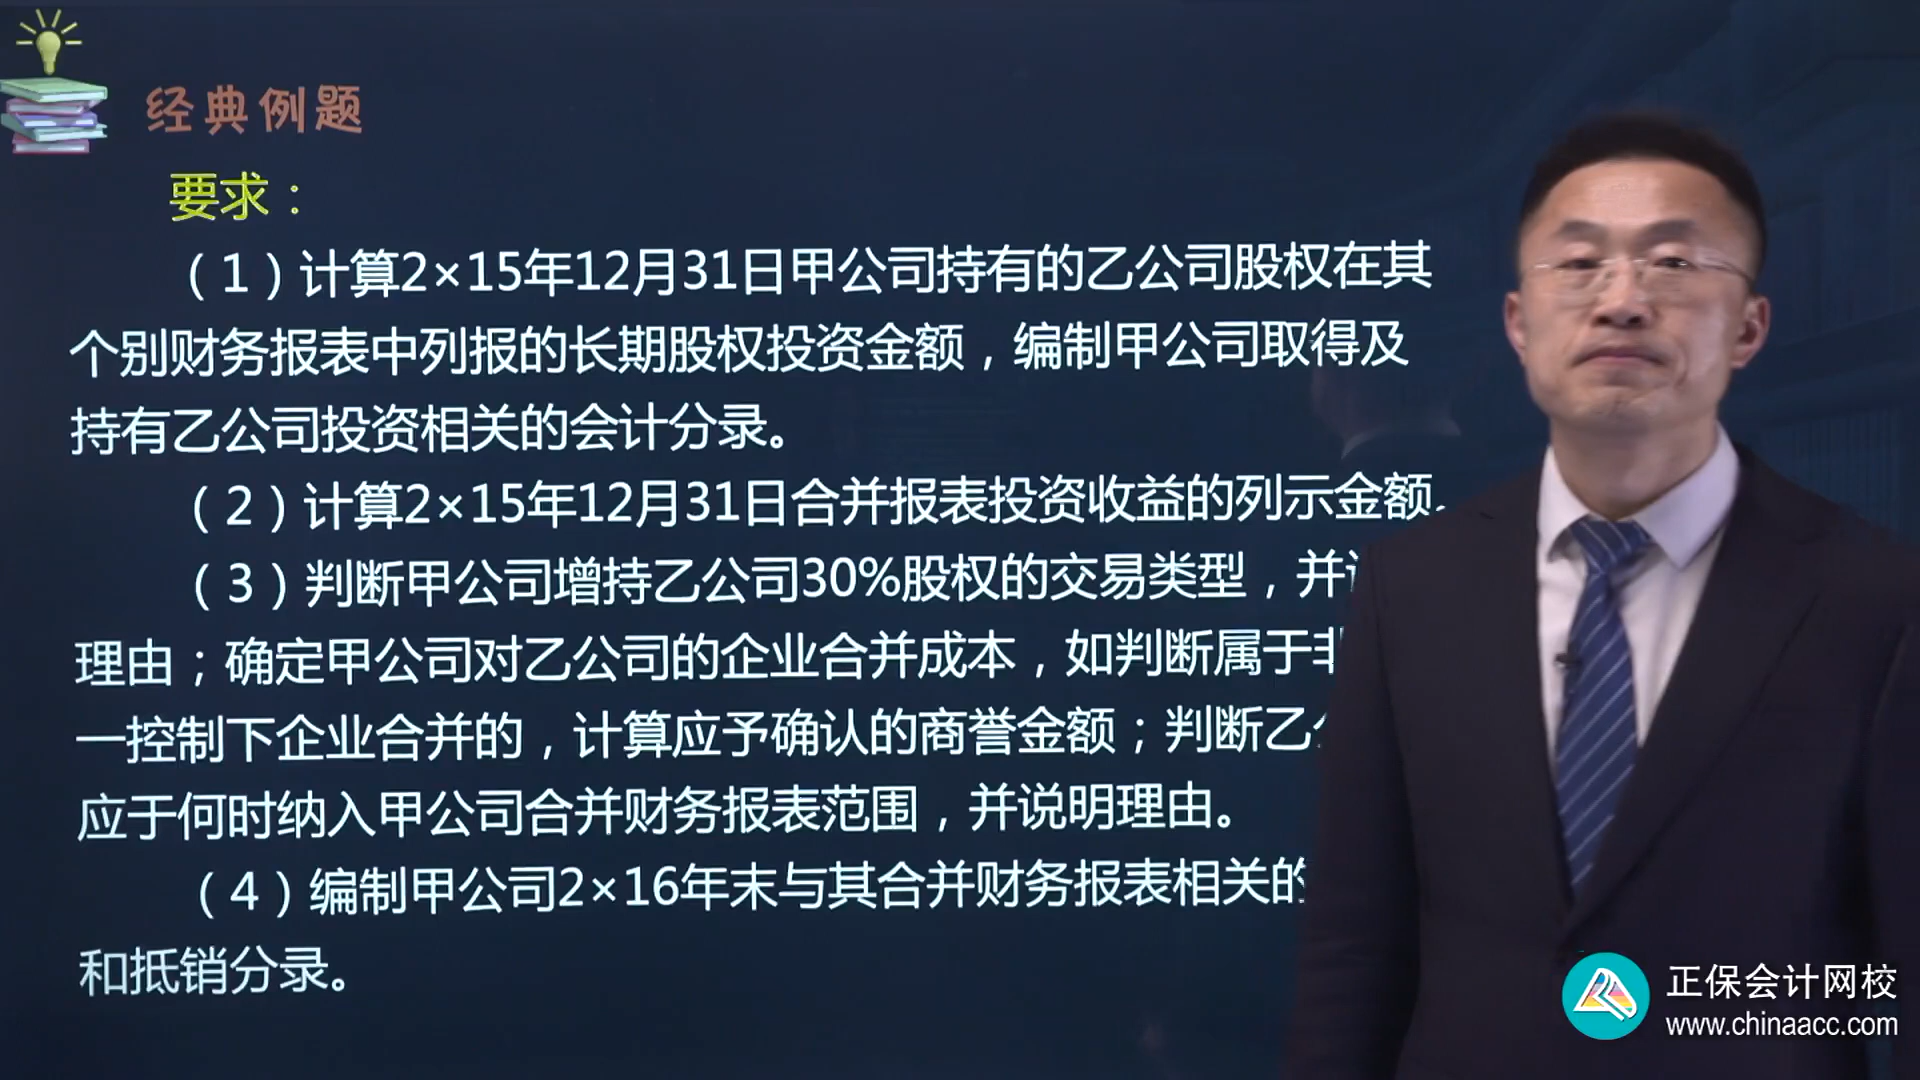 经典例题
要求：
（1）计算2×15年12月31日甲公司持有的乙公司股权在其
个别财务报表中列报的长期股权投资金额，编制甲公司取得及
持有乙公司投资相关的会计分录。
（2）计算2×15年12月31日合并报表投资收益的列示金额。
（3）判断甲公司增持乙公司30%股权的交易类型，并
理由；确定甲公司对乙公司的企业合并成本，如判断属于
一控制下企业合并的，计算应予确认的商誉金额；判断乙
应于何时纳入甲公司合并财务报表范围，并说明理由。
（4）编制甲公司2×16年末与其合并财务报表相关的
和抵销分录。
正保会计网校
www.chinaacc.com